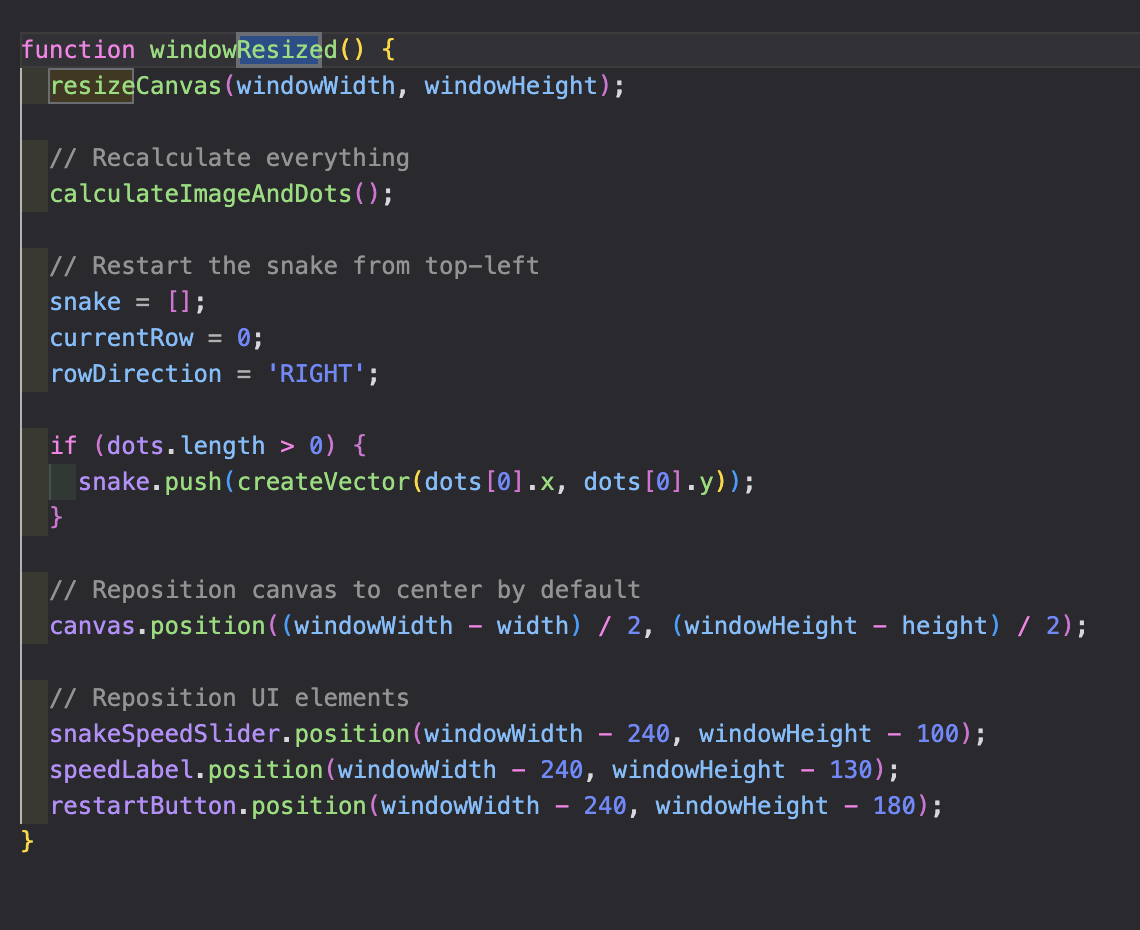 function windowResized() {
resizeCanvas(windowWidth, windowHeight);
// Recalculate everything
calculateImageAndDots();
// Restart the snake from top-left
snake = [];
currentRow = 0;
rowDirection = 'RIGHT';
if (dots.length > 0) {
snake.push(createVector(dots[0].x, dots[0].y));
}
// Reposition canvas to center by default
canvas.position((windowWidth - width) / 2, (windowHeight - height) / 2);
// Reposition UI elements
snakeSpeedSlider.position(windowWidth - 240, windowHeight - 100);
speedLabel.position(windowWidth - 240, windowHeight - 130);
restartButton.position(windowWidth - 240, windowHeight - 180);
}